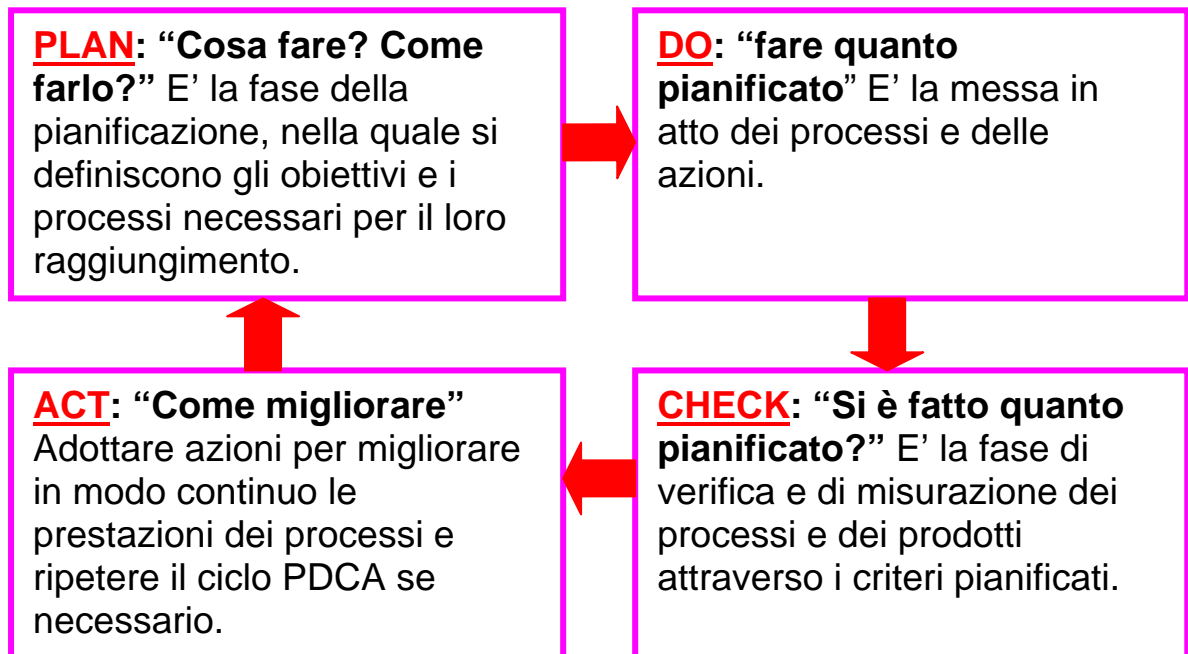 PLAN: “Cosa fare? Come
farlo?” E’ la fase della
pianificazione, nella quale si
definiscono gli obiettivi e i
processi necessari per il loro
raggiungimento.
DO: “fare quanto
pianificato” E’ la messa in
atto dei processi e delle
azioni.
ACT: “Come migliorare”
Adottare azioni per migliorare
in modo continuo le
prestazioni dei processi e
ripetere il ciclo PDCA se
necessario.
CHECK: “Si è fatto quanto
pianificato?” E’ la fase di
verifica e di misurazione dei
processi e dei prodotti
attraverso i criteri pianificati.